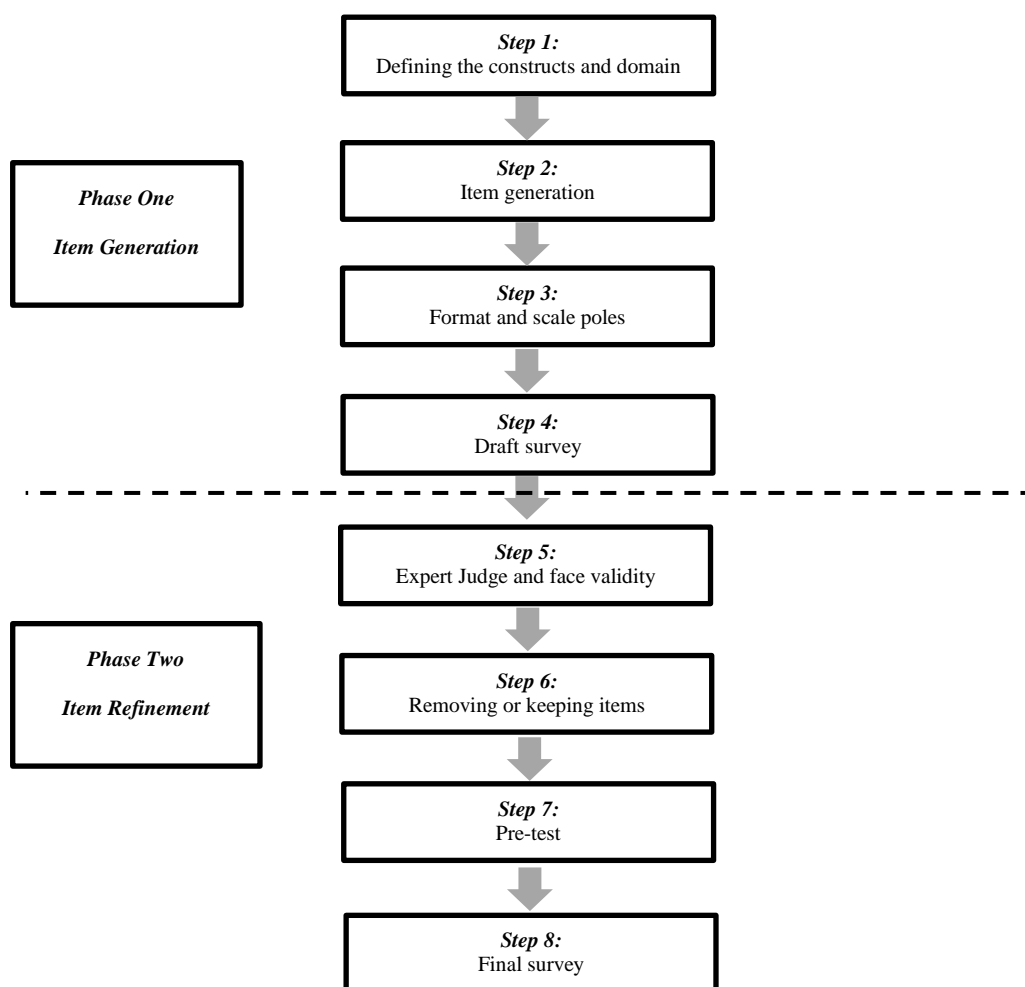 Step 1:
Defining the constructs and domain
Step 2:
Item generation
Phase One
Item Generation
Step 3:
Format and scale poles
Step 4:
Draft survey
Step 5:
Expert Judge and face validity
Phase Two
Item Refinement
Step 6:
Removing or keeping items
Step 7:
Pre-test
Step 8:
Final survey